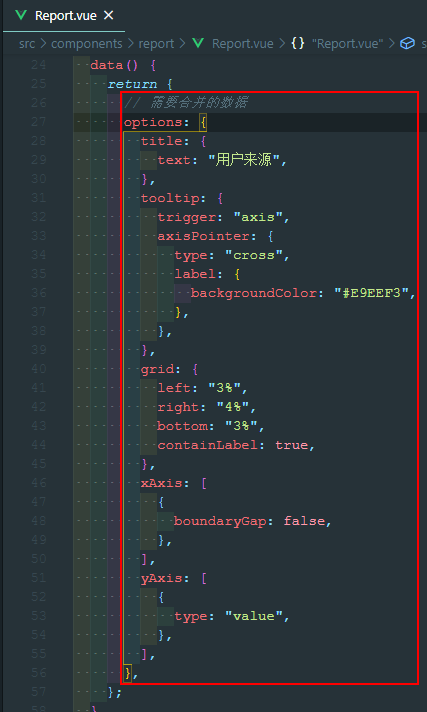 Report.vue ×
src > components > report > Report.vue > {} "Report.vue" > s
24 data() {
25 return {
26 // 需要合并的数据
27 options: {
28 title: {
29 text: "用户来源",
30 },
31 tooltip: {
32 trigger: "axis",
33 axisPointer: {
34 type: "cross",
35 label: {
36 backgroundColor: "#E9EEF3",
37 },
38 },
39 },
40 grid: {
41 left: "3%",
42 right: "4%",
43 bottom: "3%",
44 containLabel: true,
45 },
46 xAxis: [
47 {
48 boundaryGap: false,
49 },
50 ],
51 yAxis: [
52 {
53 type: "value",
54 },
55 ],
56 },
57 };
58 }